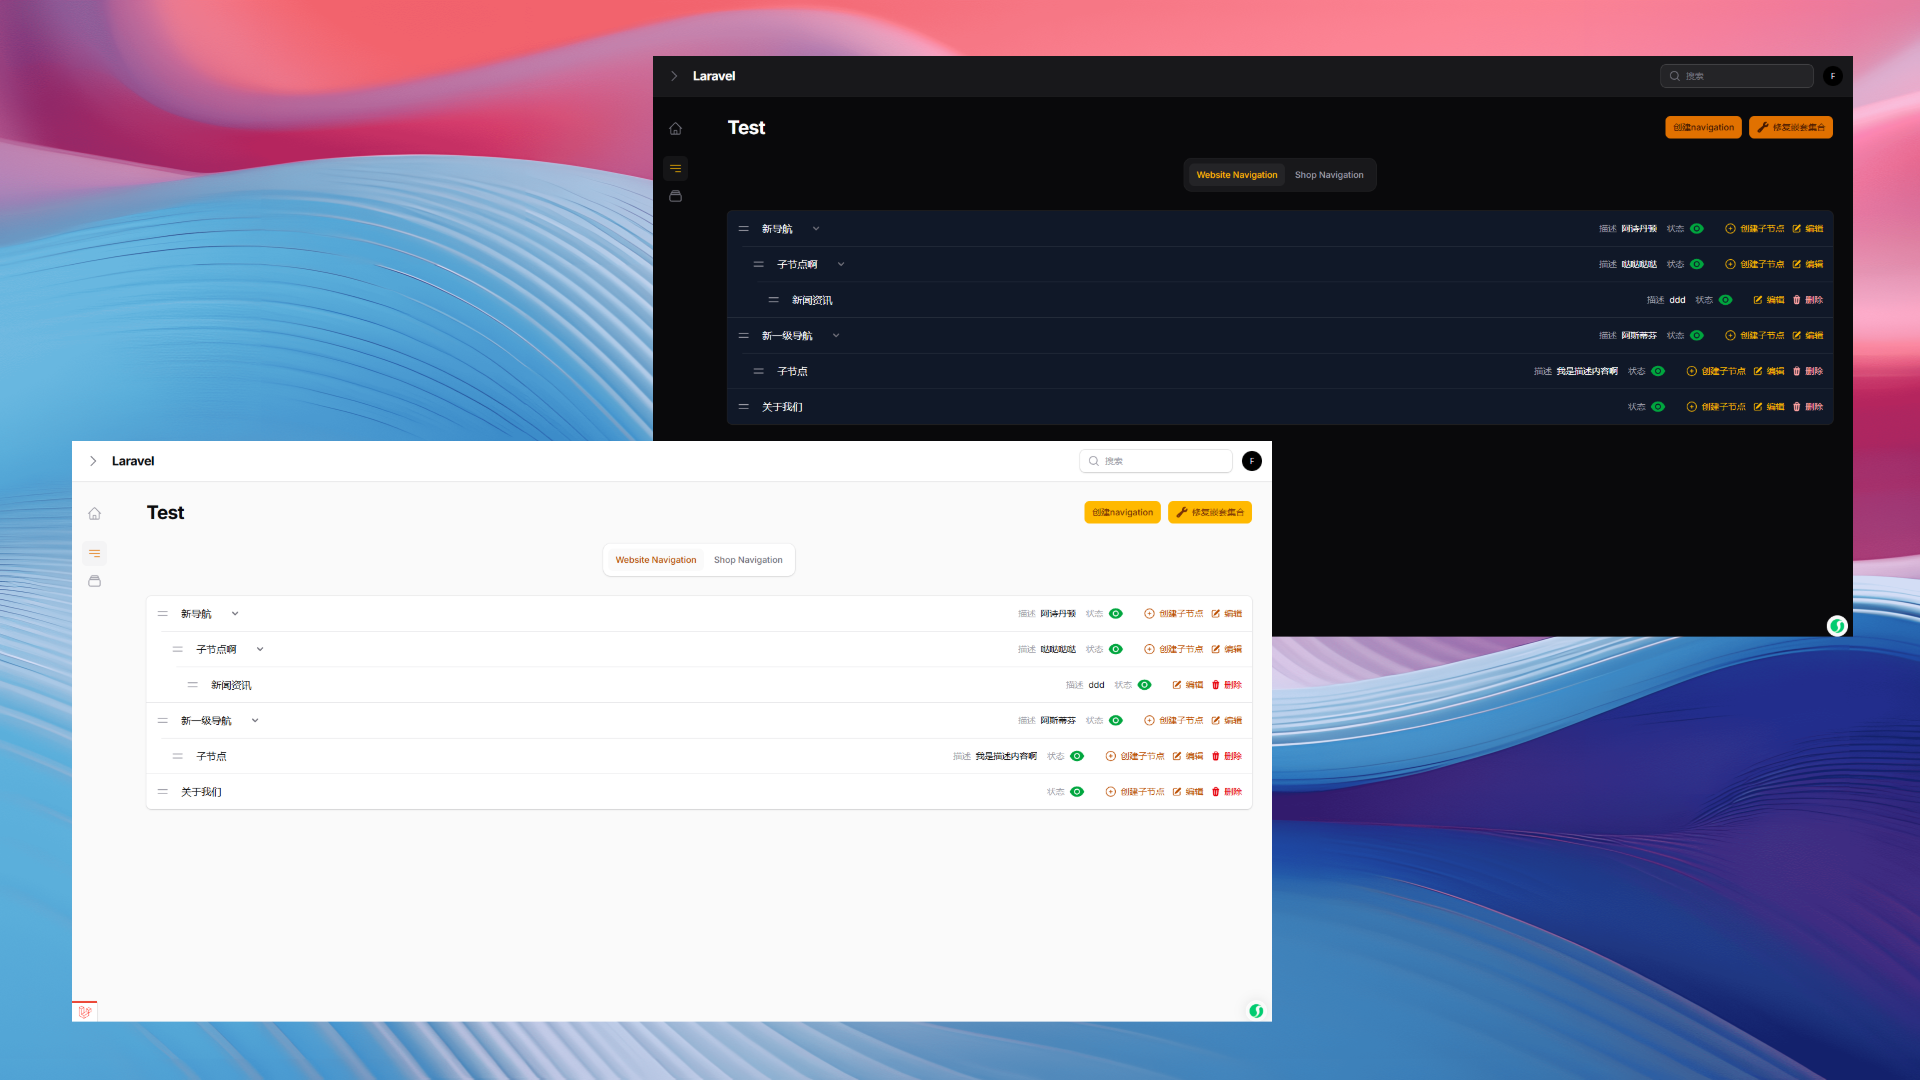 Laravel
搜索
F
Test
创建navigation
修复嵌套集合
Website Navigation Shop Navigation
新导航 描述 阿诗丹顿 状态 创建子节点 编辑
子节点啊 描述 哒哒哒哒 状态 创建子节点 编辑
新闻资讯 描述 ddd 状态 编辑 删除
新一级导航 描述 阿斯蒂芬 状态 创建子节点 编辑
子节点 描述 我是描述内容啊 状态 创建子节点 编辑 删除
关于我们 状态 创建子节点 编辑 删除
Laravel
搜索
F
Test
创建navigation
修复嵌套集合
Website Navigation Shop Navigation
新导航 描述 阿诗丹顿 状态 创建子节点 编辑
子节点啊 描述 哒哒哒哒 状态 创建子节点 编辑
新闻资讯 描述 ddd 状态 编辑 删除
新一级导航 描述 阿斯蒂芬 状态 创建子节点 编辑
子节点 描述 我是描述内容啊 状态 创建子节点 编辑 删除
关于我们 状态 创建子节点 编辑 删除